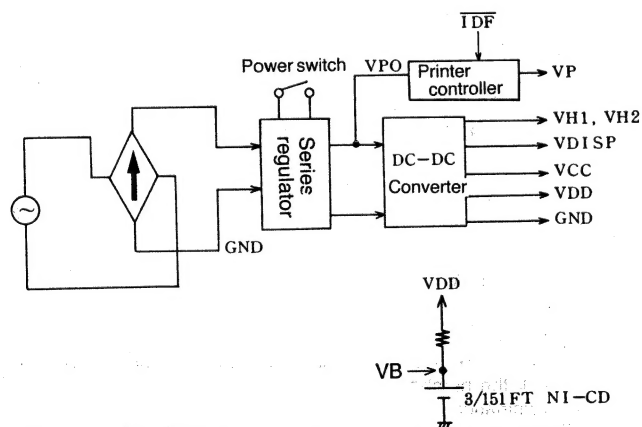 IDF
Power switch
VPO
Printer
controller
VP
Series
regulator
DC-DC
Converter
VH1, VH2
VDISP
VCC
VDD
GND
GND
VDD
VB
3/151FT NI-CD